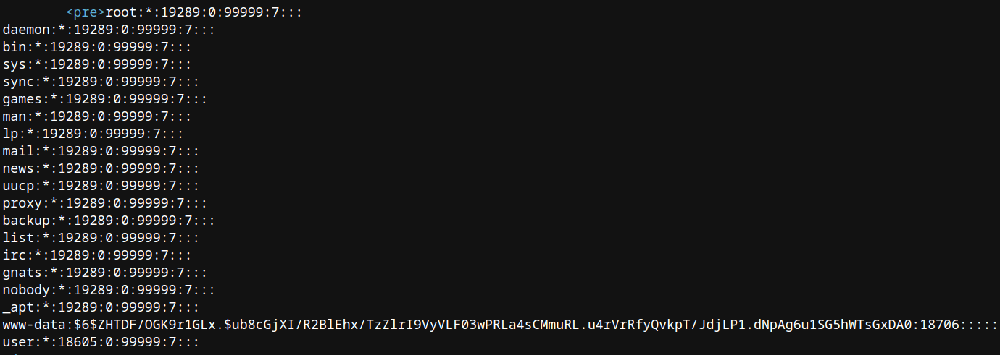 <pre>root:*:19289:0:99999:7:::
daemon:*:19289:0:99999:7:::
bin:*:19289:0:99999:7:::
sys:*:19289:0:99999:7:::
sync:*:19289:0:99999:7:::
games:*:19289:0:99999:7:::
man:*:19289:0:99999:7:::
lp:*:19289:0:99999:7:::
mail:*:19289:0:99999:7:::
news:*:19289:0:99999:7:::
uucp:*:19289:0:99999:7:::
proxy:*:19289:0:99999:7:::
backup:*:19289:0:99999:7:::
list:*:19289:0:99999:7:::
irc:*:19289:0:99999:7:::
gnats:*:19289:0:99999:7:::
nobody:*:19289:0:99999:7:::
_apt:*:19289:0:99999:7:::
www-data:$6$ZHTDF/OGK9r1GLx.$ub8cGjXI/R2BlEhx/TzZlrI9VyVLF03wPRLa4sCMmuRL.u4rVrRfyQvkpT/JdjLP1.dNpAg6u1SG5hWTsGxDA0:18706::::::
user:*:18605:0:99999:7:::